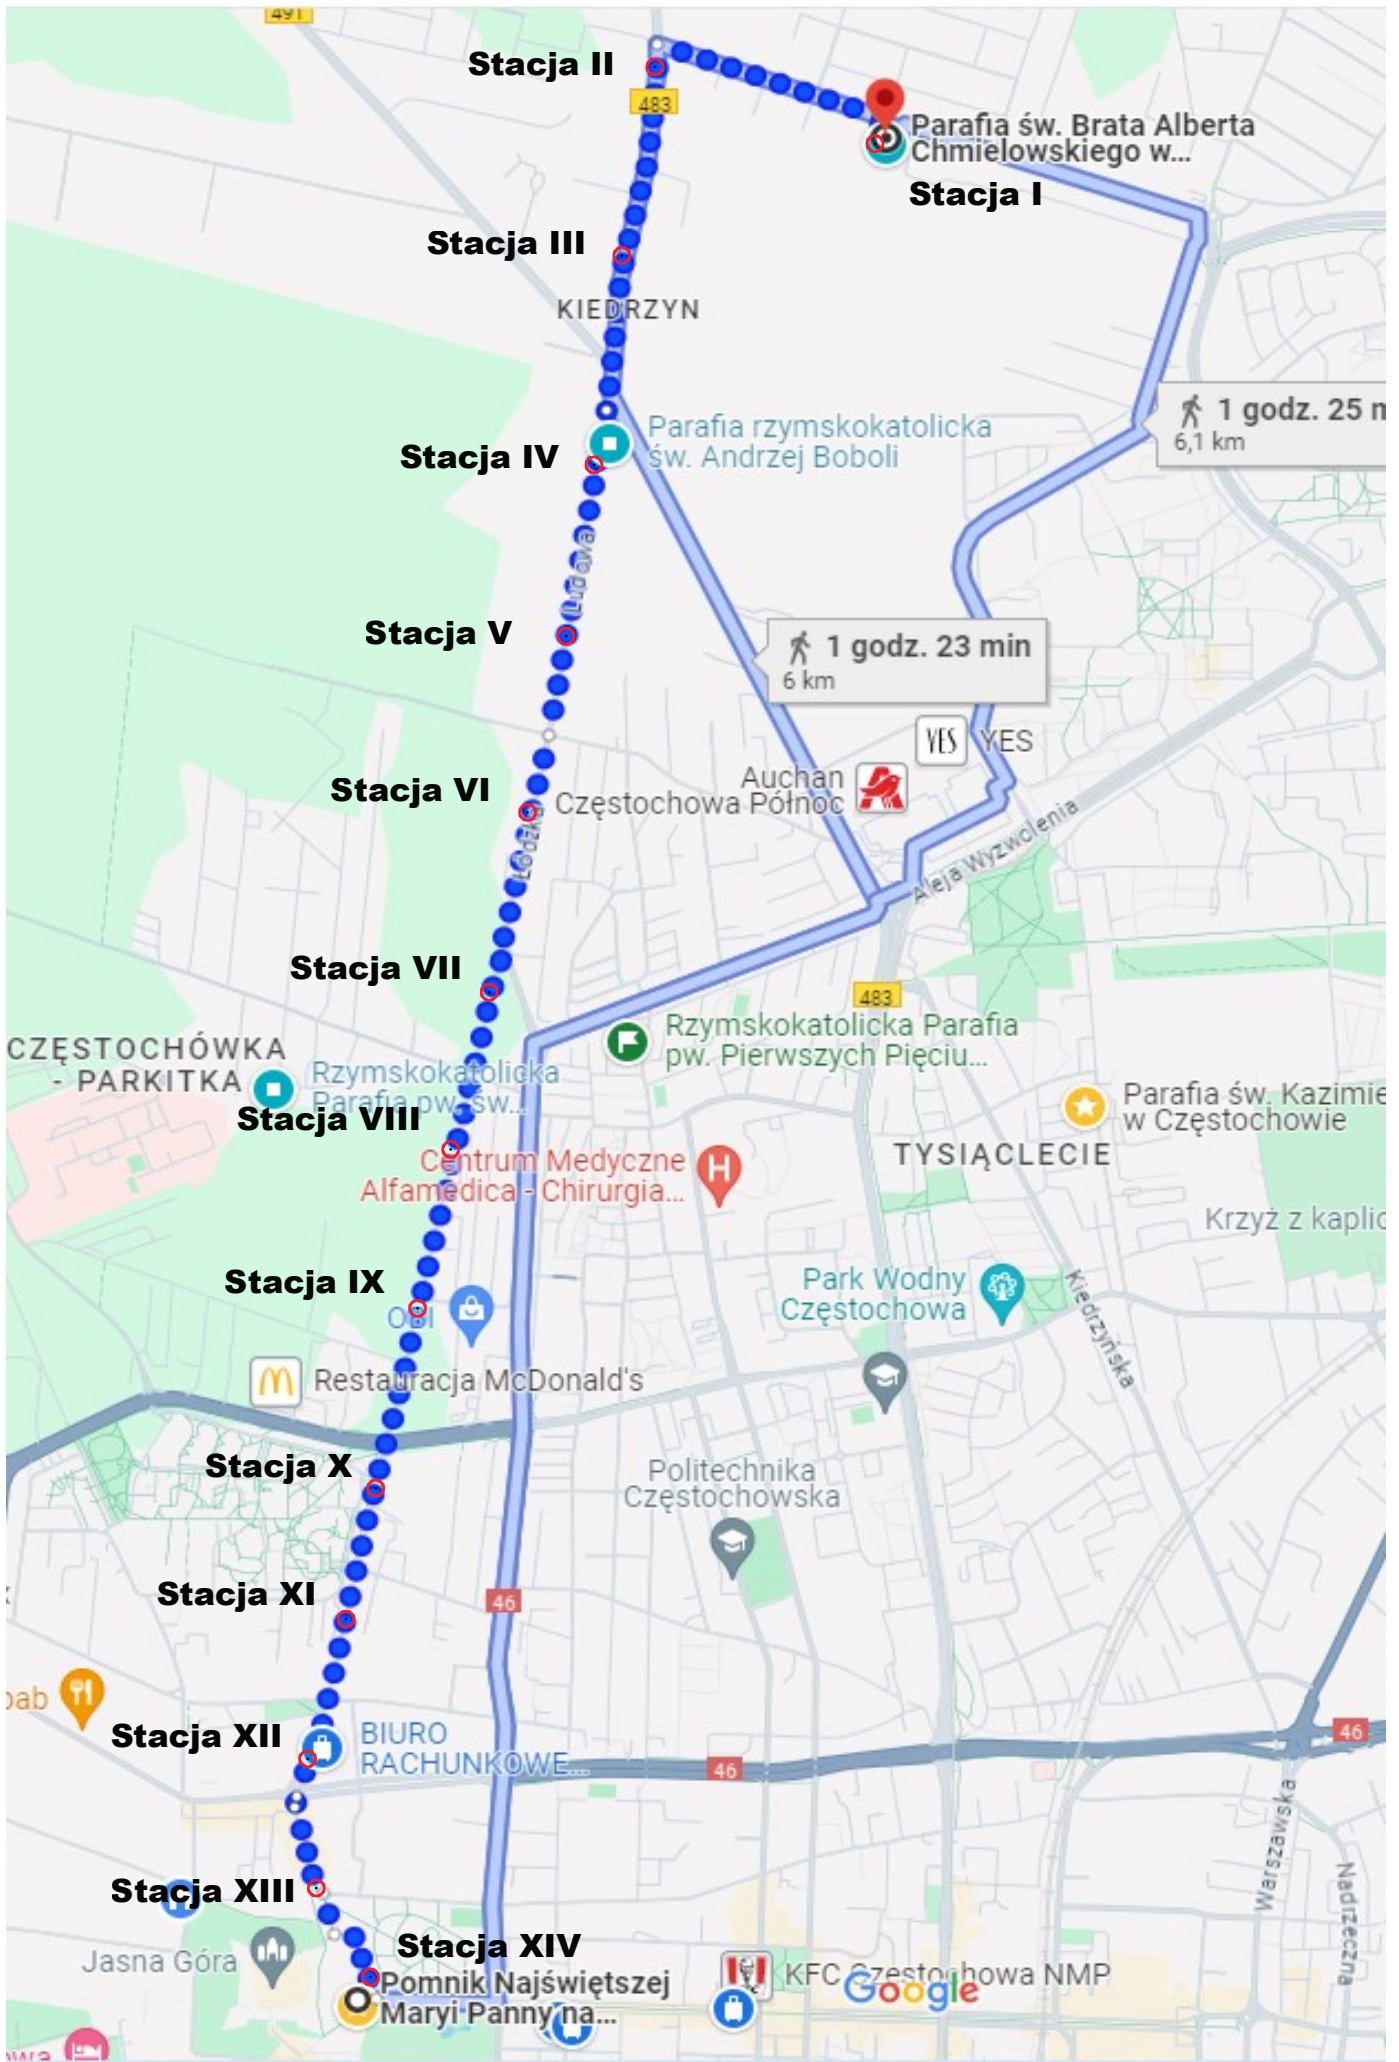 491
Stacja II
483
Parafia św. Brata Alberta
Chmielowskiego w...
Stacja I
Stacja III
KIEDRZYN
1 godz. 25 m
6,1 km
Parafia rzymskokatolicka
św. Andrzej Boboli
Stacja IV
Ludowa
Stacja V
1 godz. 23 min
6 km
YES
YES
Auchan
Częstochowa Północ
Stacja VI
Łódzka
Aleja Wyzwolenia
Stacja VII
483
Rzymskokatolicka Parafia
pw. Pierwszych Pięciu...
CZĘSTOCHÓWKA
- PARKITKA
Rzymskokatolicka
Parafia pw. św...
Parafia św. Kazimie
w Częstochowie
Stacja VIII
TYSIĄCLECIE
Centrum Medyczne
Alfamedica - Chirurgia...
H
Krzyż z kaplic
Stacja IX
Park Wodny
Częstochowa
Kiedrzyńska
OBI
Restauracja McDonald's
Stacja X
Politechnika
Częstochowska
Stacja XI
46
bab
Stacja XII
BIURO
RACHUNKOWE...
46
46
Warszawska
Nadrzeczna
Stacja XIII
Jasna Góra
Stacja XIV
Pomnik Najświętszej
Maryi Panny na...
KFC Częstochowa NMP
Google
owa